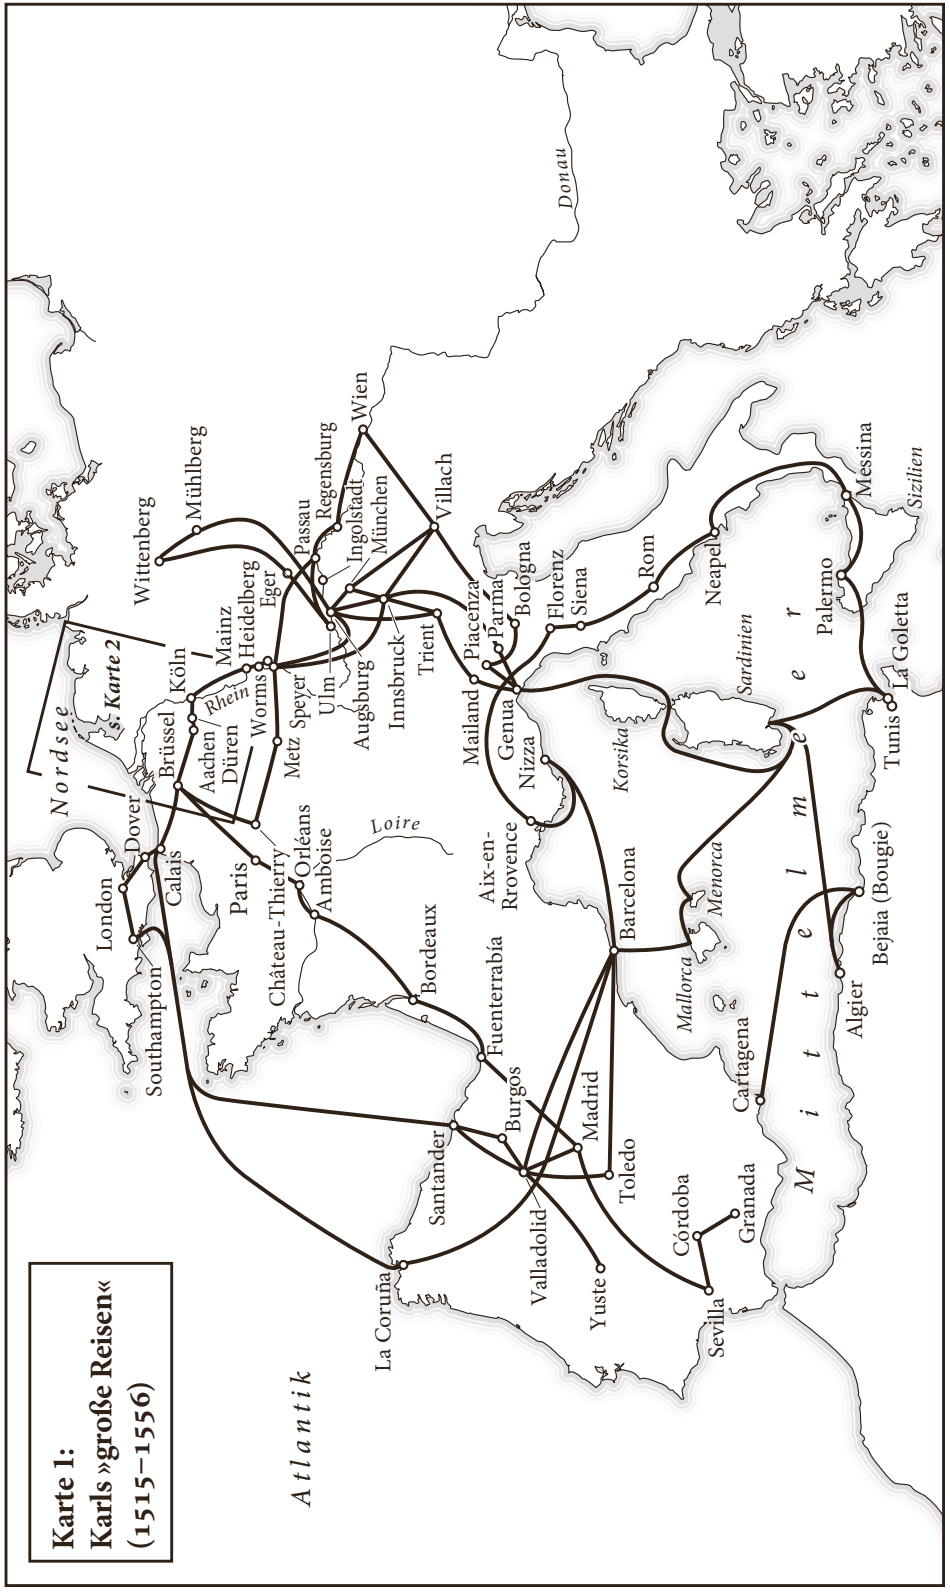 Karte 1:
Karls »große Reisen«
(1515–1556)
Atlantik
Nordsee
s. Karte 2
London
Dover
Southampton
Calais
Brüssel
Köln
Aachen
Düren
Rhein
Mainz
Heidelberg
Worms
Speyer
Metz
Wittenberg
Mühlberg
Eger
Passau
Regensburg
Ingolstadt
München
Wien
Donau
Ulm
Augsburg
Innsbruck
Trient
Villach
Paris
Château-Thierry
Orléans
Amboise
Loire
Bordeaux
Fuenterrabía
Santander
Burgos
La Coruña
Valladolid
Madrid
Toledo
Yuste
Córdoba
Granada
Sevilla
Cartagena
Barcelona
Mallorca
Menorca
Aix-en-
Rrovence
Nizza
Genua
Mailand
Piacenza
Parma
Bologna
Florenz
Siena
Rom
Neapel
Korsika
Sardinien
Palermo
Messina
Sizilien
La Goletta
Tunis
Bejaia (Bougie)
Algier
Mittelmeer